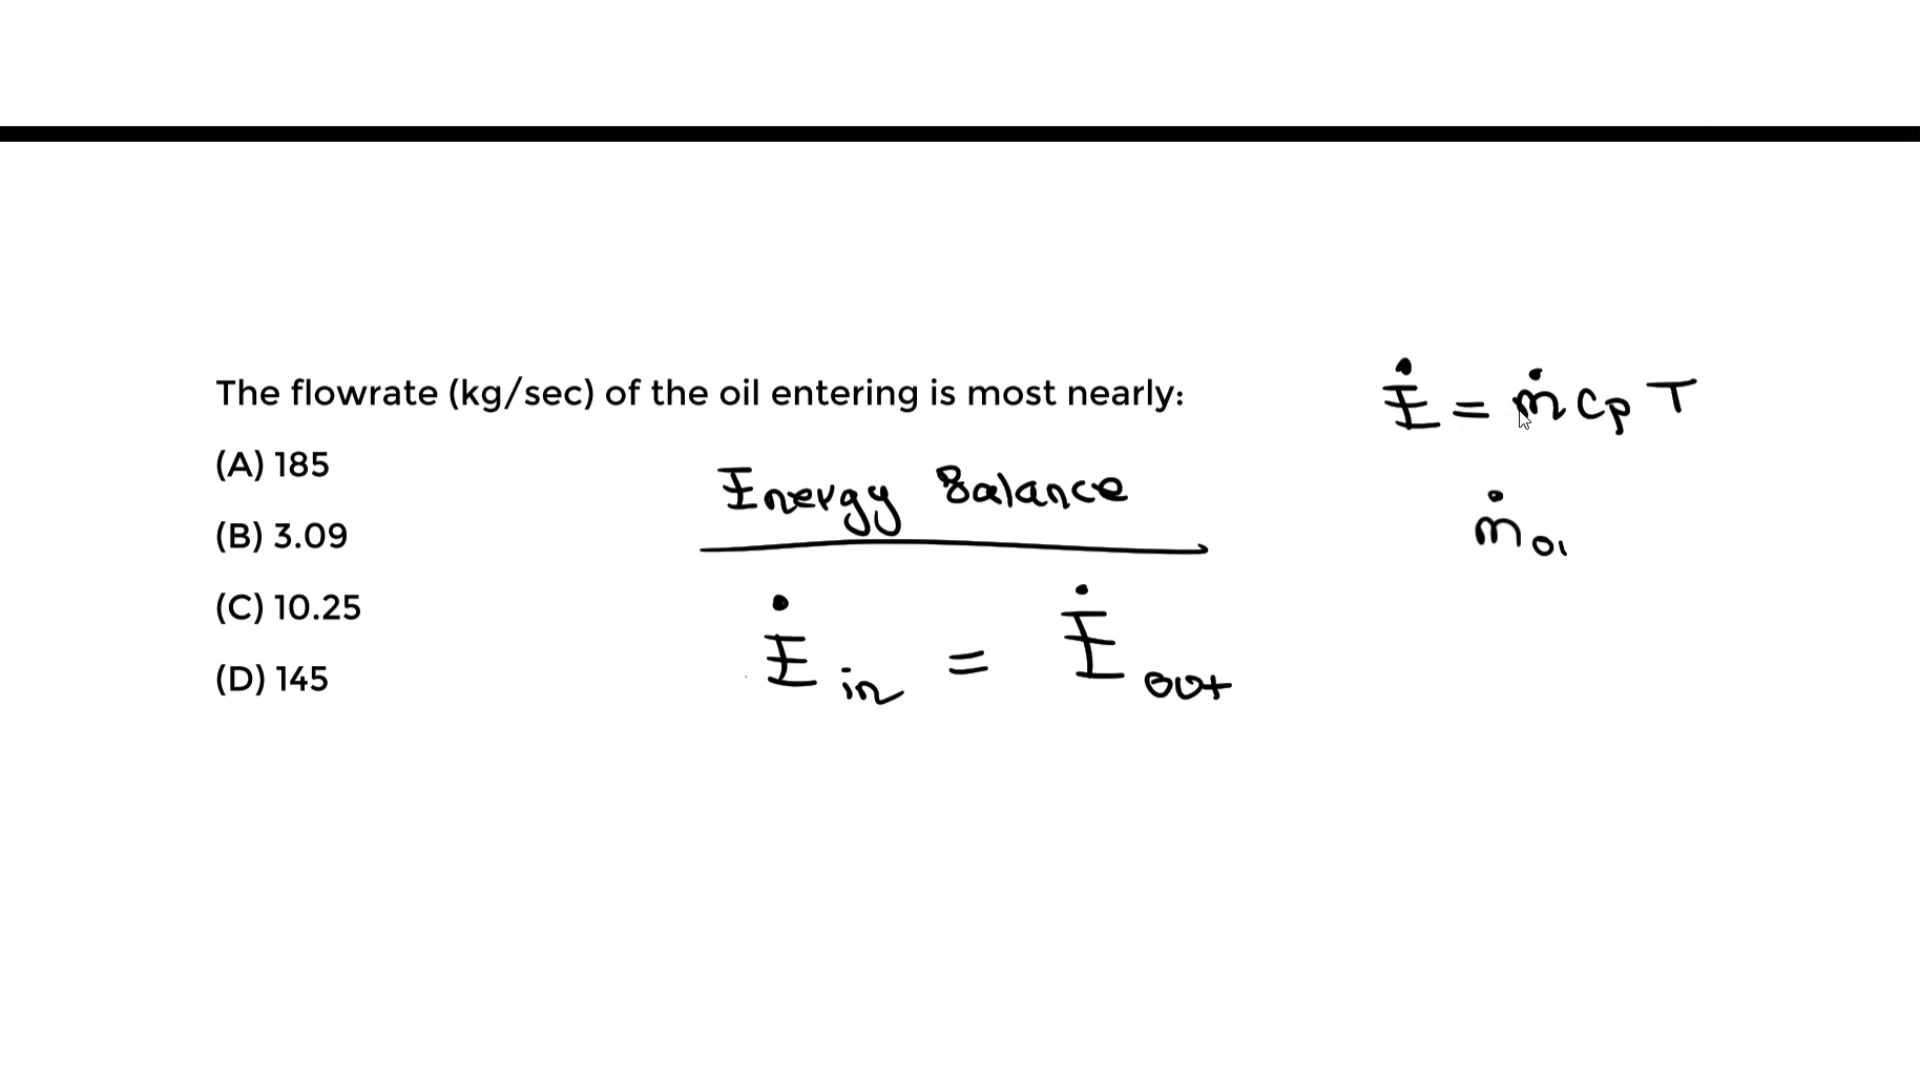 The flowrate (kg/sec) of the oil entering is most nearly:
(A) 185
(B) 3.09
(C) 10.25
(D) 145
Energy Balance
Ė in = Ė out
Ė = ṁ cp T
ṁ oi